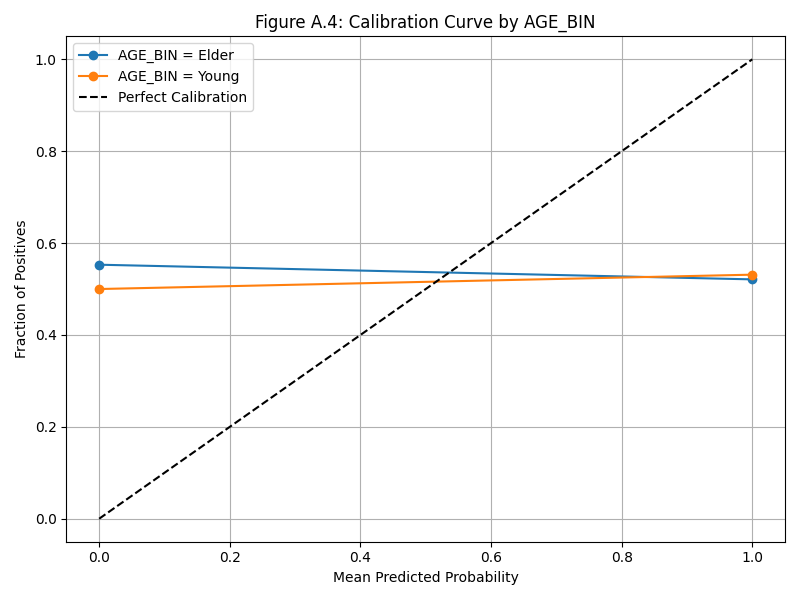 Figure A.4: Calibration Curve by AGE_BIN
AGE_BIN = Elder
AGE_BIN = Young
Perfect Calibration
1.0
0.8
0.6
0.4
0.2
0.0
Fraction of Positives
0.0 0.2 0.4 0.6 0.8 1.0
Mean Predicted Probability